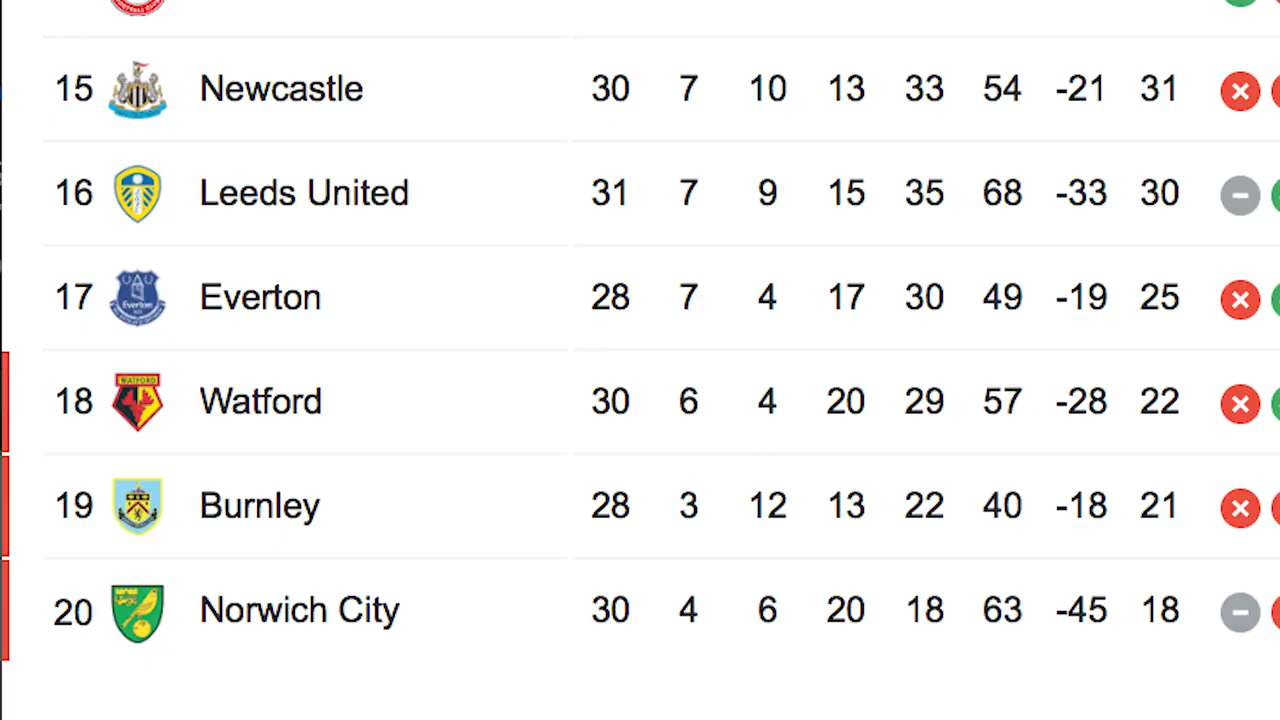 15 Newcastle 30 7 10 13 33 54 -21 31
16 Leeds United 31 7 9 15 35 68 -33 30
17 Everton 28 7 4 17 30 49 -19 25
18 WATFORD Watford 30 6 4 20 29 57 -28 22
19 Burnley 28 3 12 13 22 40 -18 21
20 Norwich City 30 4 6 20 18 63 -45 18